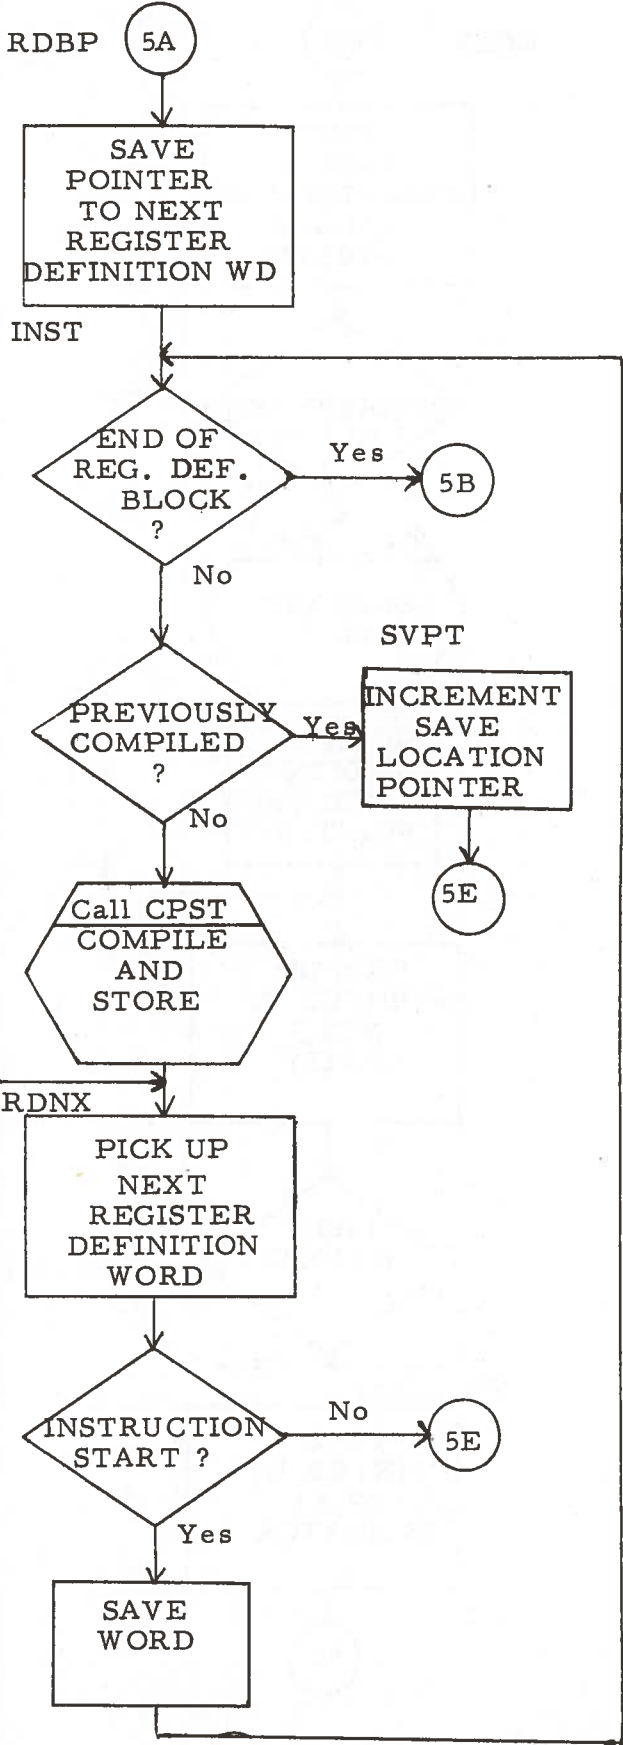 RDBP
5A
SAVE
POINTER
TO NEXT
REGISTER
DEFINITION WD
INST
END OF
REG. DEF.
BLOCK
?
Yes
5B
No
SVPT
PREVIOUSLY
COMPILED
?
Yes
INCREMENT
SAVE
LOCATION
POINTER
No
5E
Call CPST
COMPILE
AND
STORE
RDNX
PICK UP
NEXT
REGISTER
DEFINITION
WORD
INSTRUCTION
START ?
No
5E
Yes
SAVE
WORD